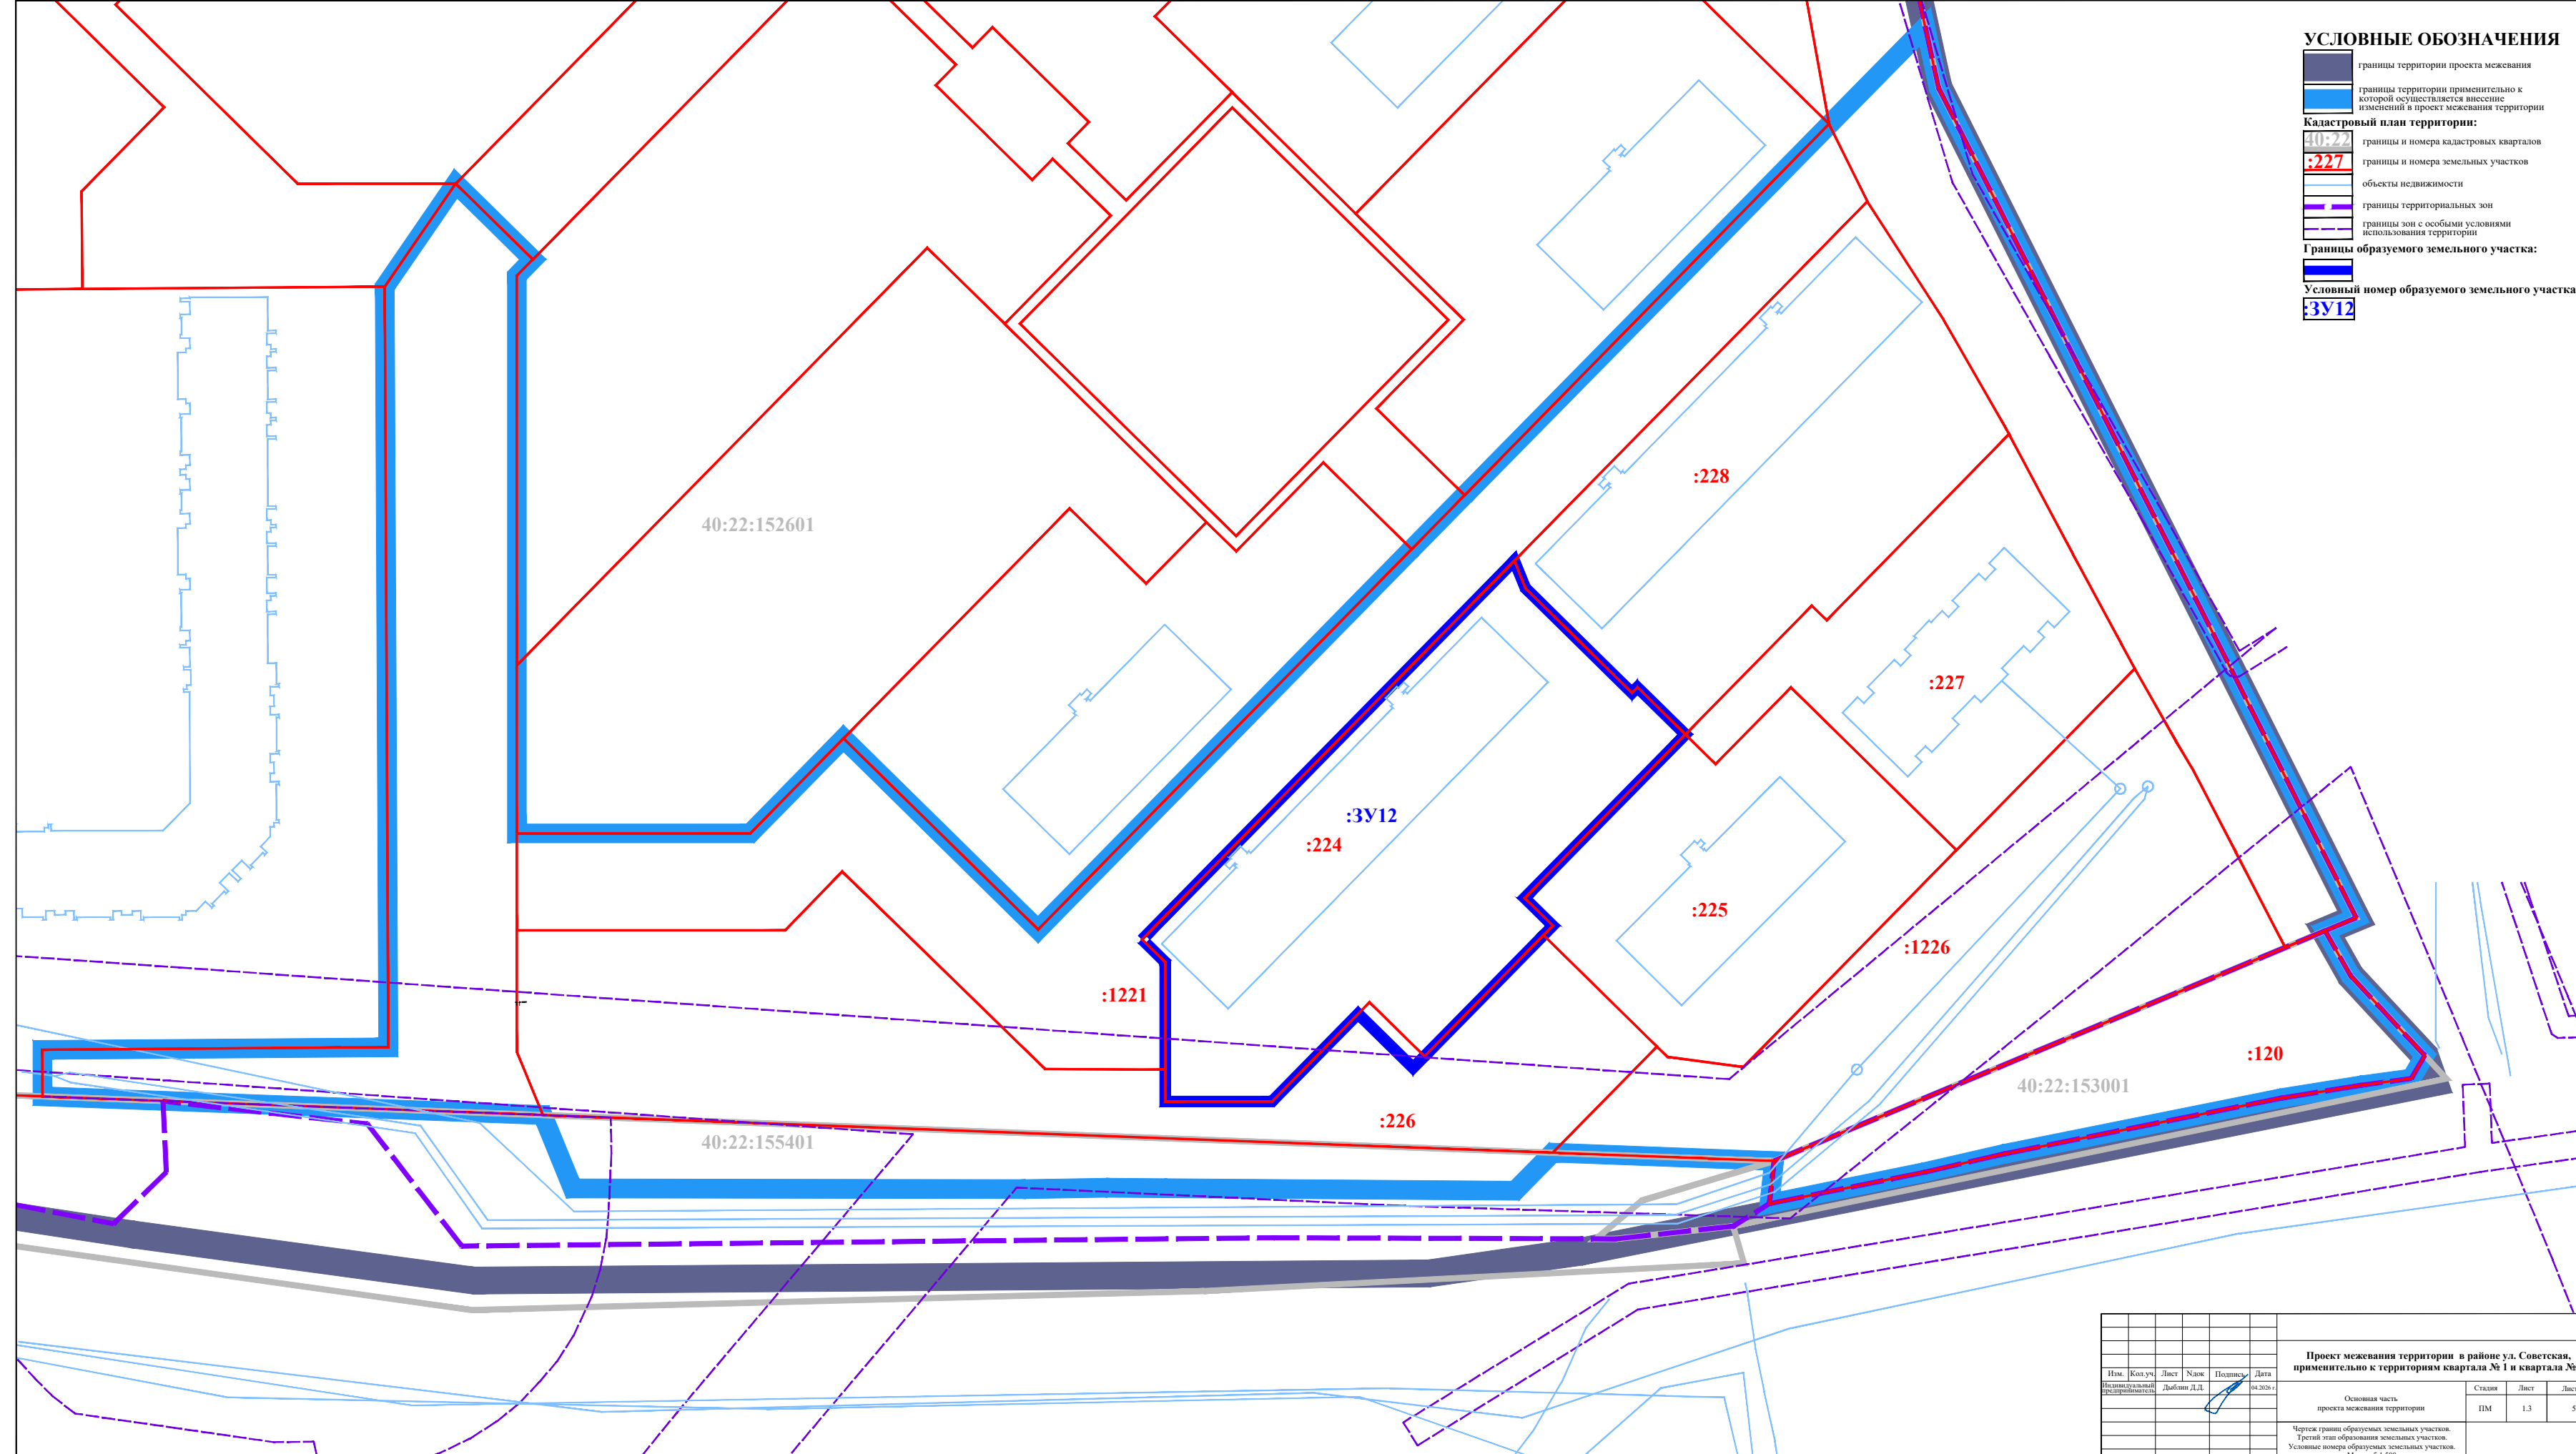 УСЛОВНЫЕ ОБОЗНАЧЕНИЯ
границы территории проекта межевания
границы территории применительно к
которой осуществляется внесение
изменений в проект межевания территории
Кадастровый план территории:
40:22
границы и номера кадастровых кварталов
:227
границы и номера земельных участков
объекты недвижимости
границы территориальных зон
границы зон с особыми условиями
использования территории
Границы образуемого земельного участка:
Условный номер образуемого земельного участка
:ЗУ12
:228
40:22:152601
:227
:ЗУ12
:224
:225
:1226
:1221
:120
40:22:153001
:226
40:22:155401
Проект межевания территории в районе ул. Советская,
применительно к территориям квартала № 1 и квартала №
Изм. Кол.уч. Лист Nдок Подпись Дата
Индивидуальный
предприниматель
Дыблин Д.Д.
04.2026 г.
Основная часть
проекта межевания территории
Стадия Лист
ПМ 1.3 5
Чертеж границ образуемых земельных участков.
Третий этап образования земельных участков.
Условные номера образуемых земельных участков.